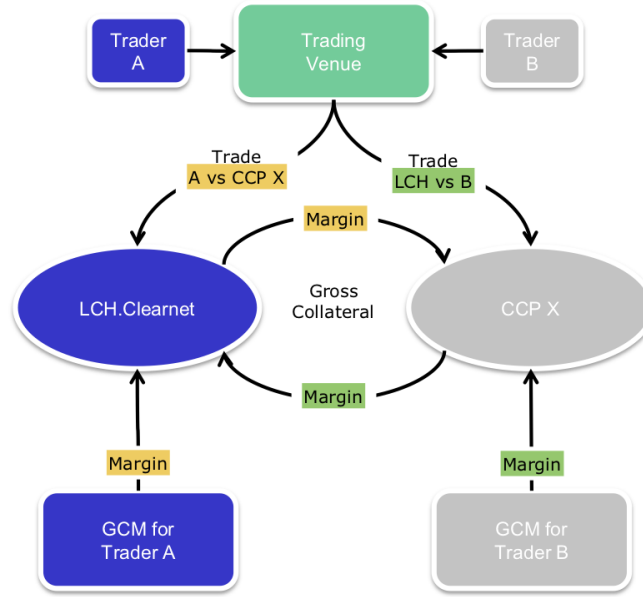 Trader
A
Trading
Venue
Trader
B
Trade
A vs CCP X
Trade
LCH vs B
Margin
LCH.Clearnet
Gross
Collateral
CCP X
Margin
Margin
Margin
GCM for
Trader A
GCM for
Trader B